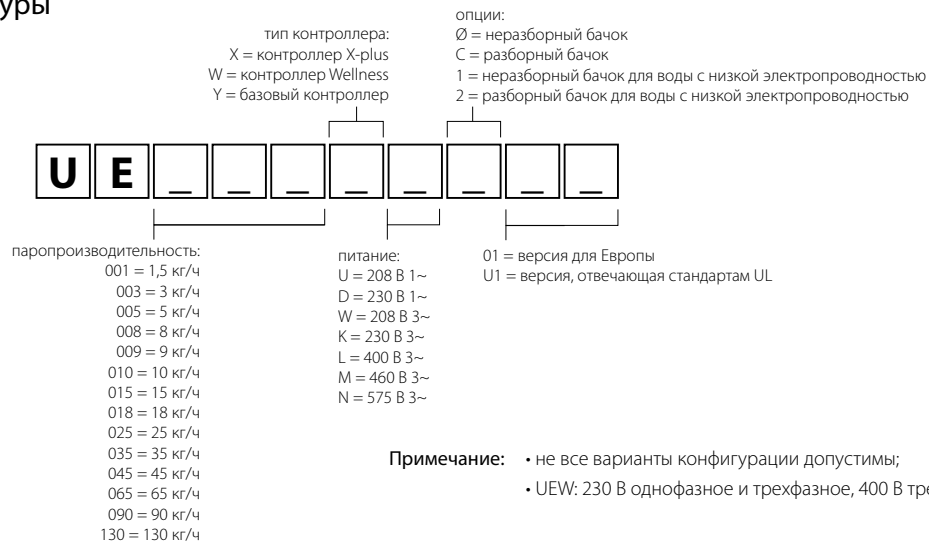 уры
тип контроллера:
X = контроллер X-plus
W = контроллер Wellness
Y = базовый контроллер
опции:
Ø = неразборный бачок
C = разборный бачок
1 = неразборный бачок для воды с низкой электропроводностью
2 = разборный бачок для воды с низкой электропроводностью
U E _ _ _ _ _ _ _ _
паропроизводительность:
001 = 1,5 кг/ч
003 = 3 кг/ч
005 = 5 кг/ч
008 = 8 кг/ч
009 = 9 кг/ч
010 = 10 кг/ч
015 = 15 кг/ч
018 = 18 кг/ч
025 = 25 кг/ч
035 = 35 кг/ч
045 = 45 кг/ч
065 = 65 кг/ч
090 = 90 кг/ч
130 = 130 кг/ч
питание:
U = 208 В 1~
D = 230 В 1~
W = 208 В 3~
K = 230 В 3~
L = 400 В 3~
M = 460 В 3~
N = 575 В 3~
01 = версия для Европы
U1 = версия, отвечающая стандартам UL
Примечание: • не все варианты конфигурации допустимы;
• UEW: 230 В однофазное и трехфазное, 400 В тре